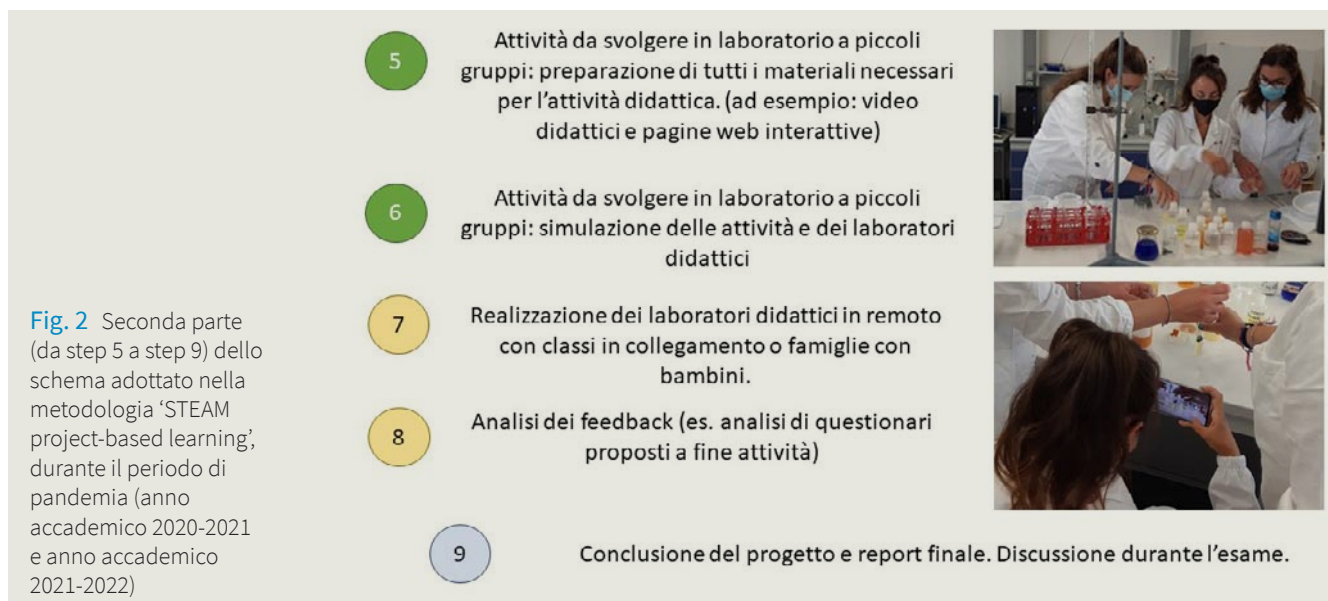 5
Attività da svolgere in laboratorio a piccoli
gruppi: preparazione di tutti i materiali necessari
per l'attività didattica. (ad esempio: video
didattici e pagine web interattive)
6
Attività da svolgere in laboratorio a piccoli
gruppi: simulazione delle attività e dei laboratori
didattici
7
Realizzazione dei laboratori didattici in remoto
con classi in collegamento o famiglie con
bambini.
8
Analisi dei feedback (es. analisi di questionari
proposti a fine attività)
9
Conclusione del progetto e report finale. Discussione durante l'esame.
Fig. 2 Seconda parte
(da step 5 a step 9) dello
schema adottato nella
metodologia ‘STEAM
project-based learning’,
durante il periodo di
pandemia (anno
accademico 2020-2021
e anno accademico
2021-2022)